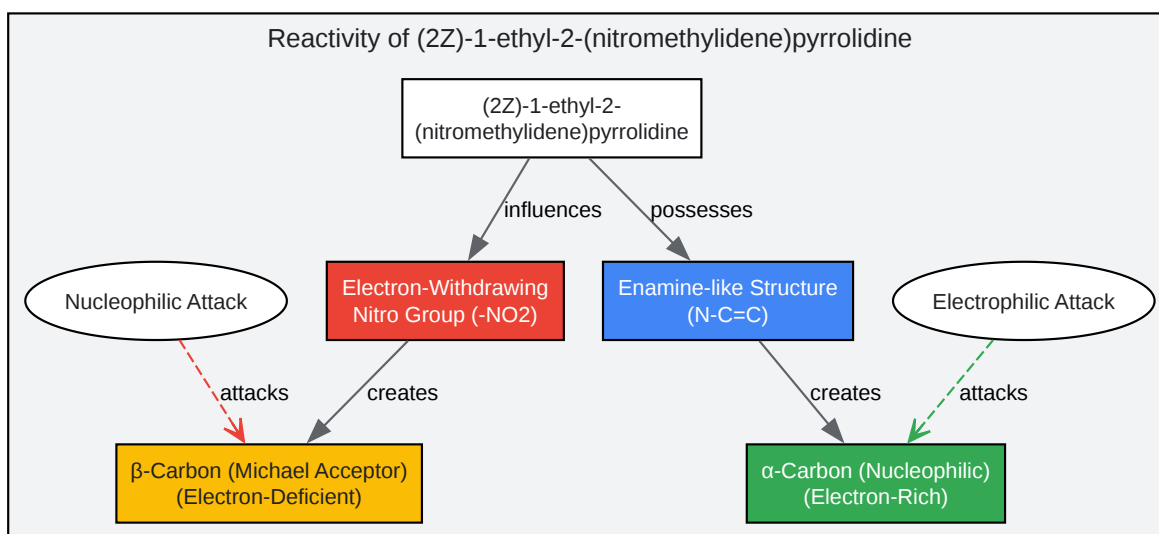 Reactivity of (2Z)-1-ethyl-2-(nitromethylidene)pyrrolidine
(2Z)-1-ethyl-2-
(nitromethylidene)pyrrolidine
influences
possesses
Nucleophilic Attack
Electron-Withdrawing
Nitro Group (-NO2)
Enamine-like Structure
(N-C=C)
Electrophilic Attack
attacks
creates
creates
attacks
β-Carbon (Michael Acceptor)
(Electron-Deficient)
α-Carbon (Nucleophilic)
(Electron-Rich)